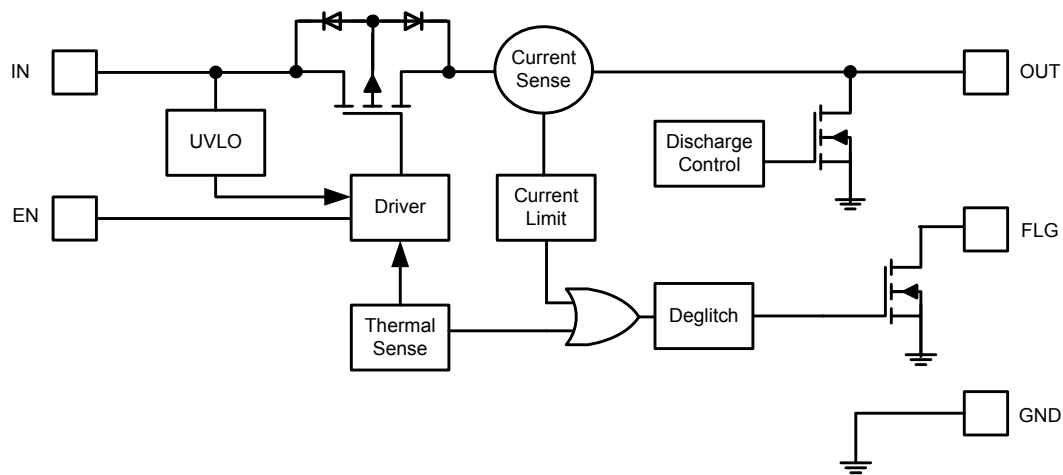 IN
Current
Sense
OUT
UVLO
Discharge
Control
EN
Driver
Current
Limit
FLG
Thermal
Sense
Deglitch
GND